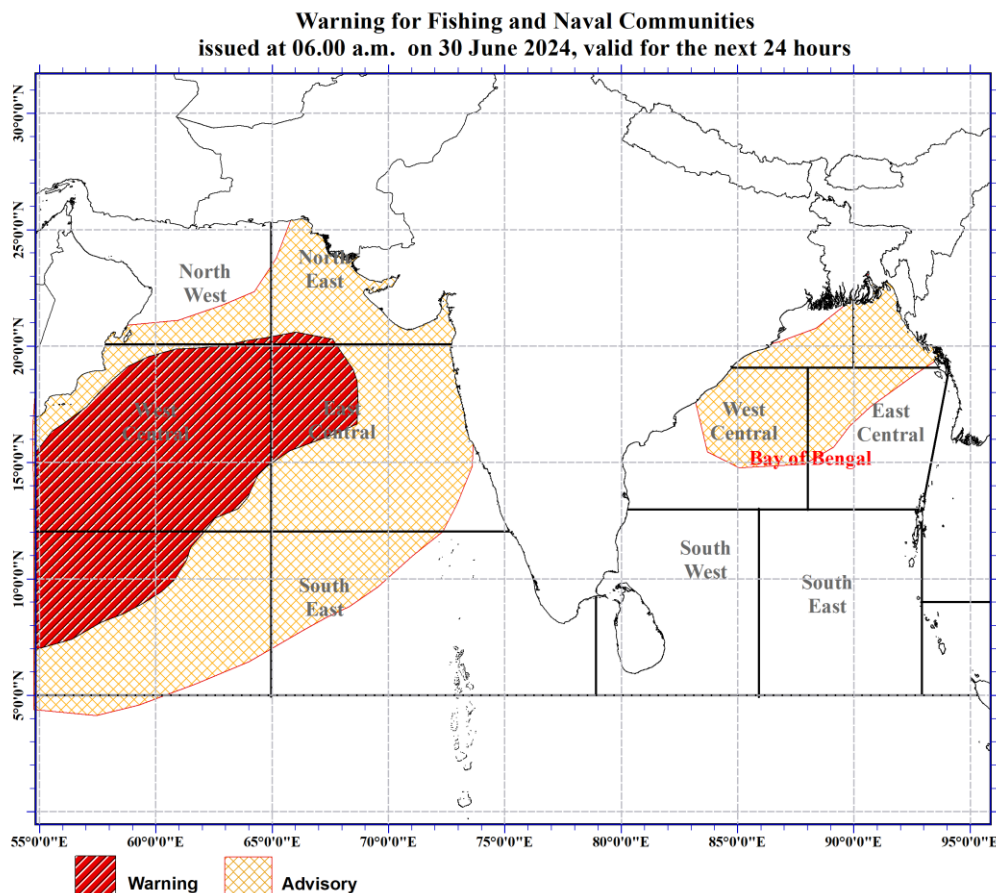 Warning for Fishing and Naval Communities
issued at 06.00 a.m. on 30 June 2024, valid for the next 24 hours
30°0'0"N
25°0'0"N
20°0'0"N
15°0'0"N
10°0'0"N
5°0'0"N
North
West
North
East
West
Central
East
Central
South
East
West
Central
East
Central
Bay of Bengal
South
West
South
East
55°0'0"E
60°0'0"E
65°0'0"E
70°0'0"E
75°0'0"E
80°0'0"E
85°0'0"E
90°0'0"E
95°0'0"E
Warning
Advisory